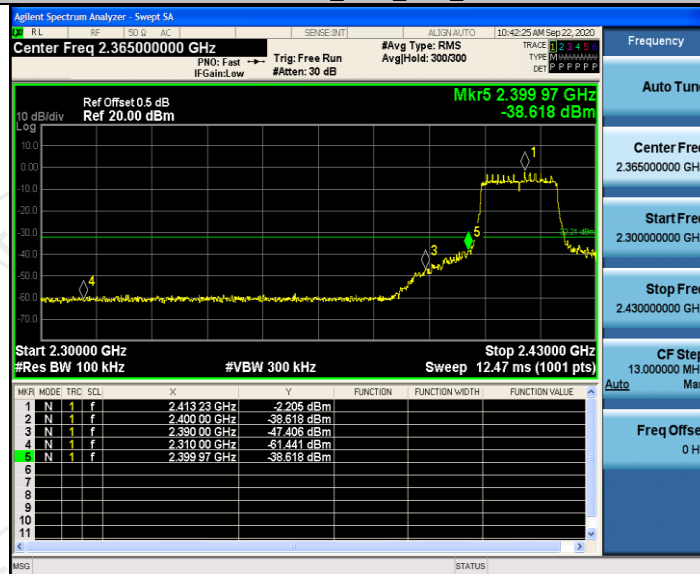 Agilent Spectrum Analyzer - Swept SA
RL RF 50 Ω AC SENSE:INT ALIGN AUTO 10:42:25 AM Sep 22, 2020
Center Freq 2.365000000 GHz
#Avg Type: RMS
TRACE 1 2 3 4 5 6
PNO: Fast Trig: Free Run Avg|Hold: 300/300
TYPE M
IFGain:Low #Atten: 30 dB
DET P P P P P P
Frequency
Auto Tune
Center Freq
2.365000000 GH
Start Freq
2.300000000 GH
Stop Freq
2.430000000 GH
CF Step
13.000000 MH
Auto Ma
Freq Offse
0 H
Mkr5 2.399 97 GHz
-38.618 dBm
Ref Offset 0.5 dB
10 dB/div Ref 20.00 dBm
Log
10.0
0.00
-10.0
-20.0
-30.0
-40.0
-50.0
-60.0
-70.0
1
5
3
4
Start 2.30000 GHz Stop 2.43000 GHz
#Res BW 100 kHz #VBW 300 kHz Sweep 12.47 ms (1001 pts)
MKR MODE TRC SCL X Y FUNCTION FUNCTION WIDTH FUNCTION VALUE
1 N 1 f 2.413 23 GHz -2.205 dBm
2 N 1 f 2.400 00 GHz -38.618 dBm
3 N 1 f 2.390 00 GHz -47.406 dBm
4 N 1 f 2.310 00 GHz -61.441 dBm
5 N 1 f 2.399 97 GHz -38.618 dBm
6
7
8
9
10
11
MSG STATUS